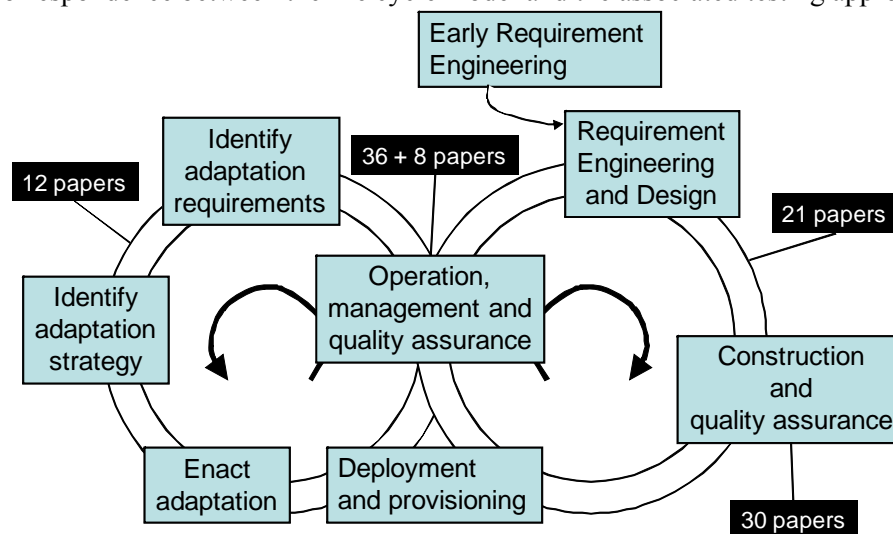 Early Requirement
Engineering
Identify
adaptation
requirements
36 + 8 papers
Requirement
Engineering
and Design
12 papers
21 papers
Operation,
management and
quality assurance
Identify
adaptation
strategy
Construction
and
quality assurance
Enact
adaptation
Deployment
and provisioning
30 papers